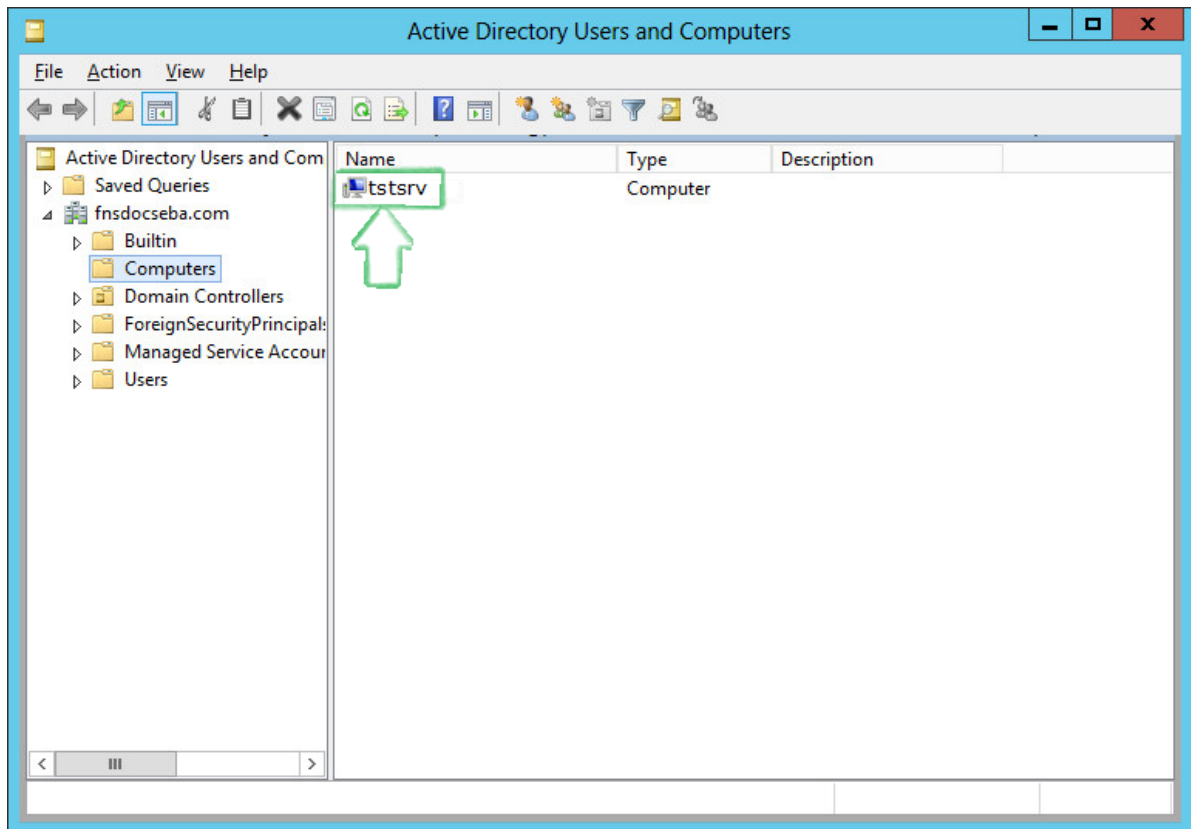 Active Directory Users and Computers
File Action View Help
Active Directory Users and Com
Saved Queries
fnsdocseba.com
Builtin
Computers
Domain Controllers
ForeignSecurityPrincipals
Managed Service Accour
Users
Name Type Description
tstsrv Computer